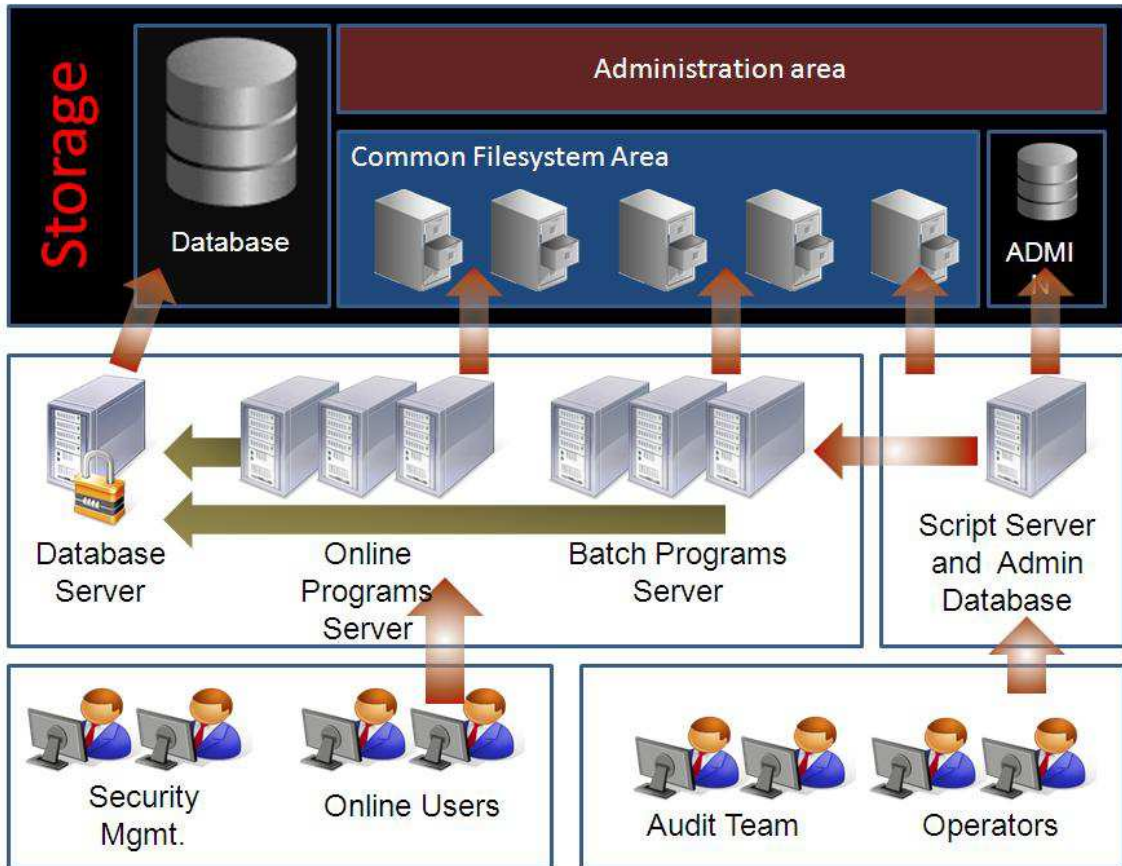 Storage
Administration area
Common Filesystem Area
Database
ADMI
N
Database
Server
Online
Programs
Server
Batch Programs
Server
Script Server
and Admin
Database
Security
Mgmt.
Online Users
Audit Team
Operators